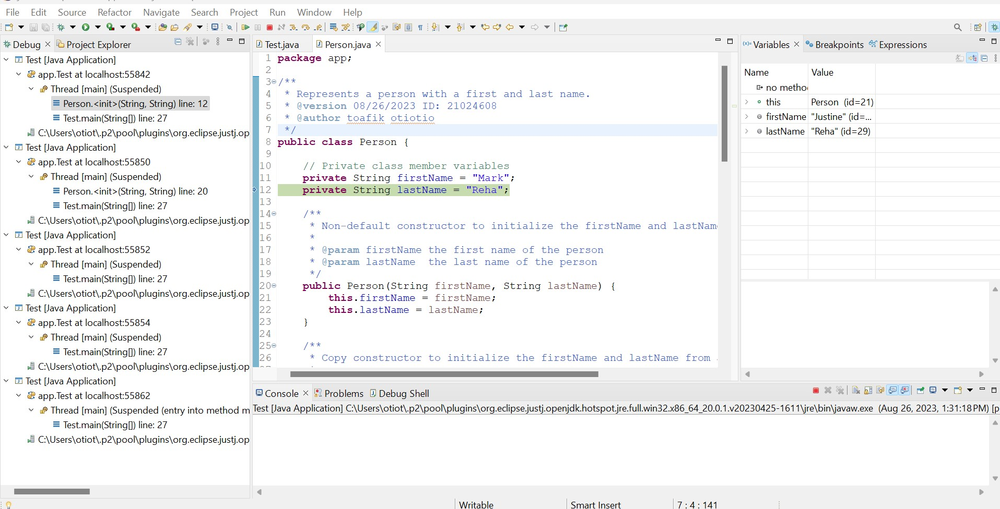 File Edit Source Refactor Navigate Search Project Run Window Help
Debug
Project Explorer
Test [Java Application]
app.Test at localhost:55842
Thread [main] (Suspended)
Person.<init>(String, String) line: 12
Test.main(String[]) line: 27
C:\Users\otiot\.p2\pool\plugins\org.eclipse.justj.op
Test [Java Application]
app.Test at localhost:55850
Thread [main] (Suspended)
Person.<init>(String, String) line: 20
Test.main(String[]) line: 27
C:\Users\otiot\.p2\pool\plugins\org.eclipse.justj.op
Test [Java Application]
app.Test at localhost:55852
Thread [main] (Suspended)
Test.main(String[]) line: 27
C:\Users\otiot\.p2\pool\plugins\org.eclipse.justj.op
Test [Java Application]
app.Test at localhost:55854
Thread [main] (Suspended)
Test.main(String[]) line: 27
C:\Users\otiot\.p2\pool\plugins\org.eclipse.justj.op
Test [Java Application]
app.Test at localhost:55862
Thread [main] (Suspended (entry into method m
Test.main(String[]) line: 27
C:\Users\otiot\.p2\pool\plugins\org.eclipse.justj.op
Test.java
Person.java
1 package app;
2
3 /**
4 * Represents a person with a first and last name.
5 * @version 08/26/2023 ID: 21024608
6 * @author toafik otiotio
7 */
8 public class Person {
9
10 // Private class member variables
11 private String firstName = "Mark";
12 private String lastName = "Reha";
13
14 /**
15 * Non-default constructor to initialize the firstName and lastNam
16 *
17 * @param firstName the first name of the person
18 * @param lastName  the last name of the person
19 */
20 public Person(String firstName, String lastName) {
21 this.firstName = firstName;
22 this.lastName = lastName;
23 }
24
25 /**
26 * Copy constructor to initialize the firstName and lastName from
Variables
Breakpoints
Expressions
Name Value
no metho
this Person (id=21)
firstName "Justine" (id=...
lastName "Reha" (id=29)
Console
Problems
Debug Shell
Test [Java Application] C:\Users\otiot\.p2\pool\plugins\org.eclipse.justj.openjdk.hotspot.jre.full.win32.x86_64_20.0.1.v20230425-1611\jre\bin\javaw.exe (Aug 26, 2023, 1:31:18 PM) [p
Writable
Smart Insert
7 : 4 : 141